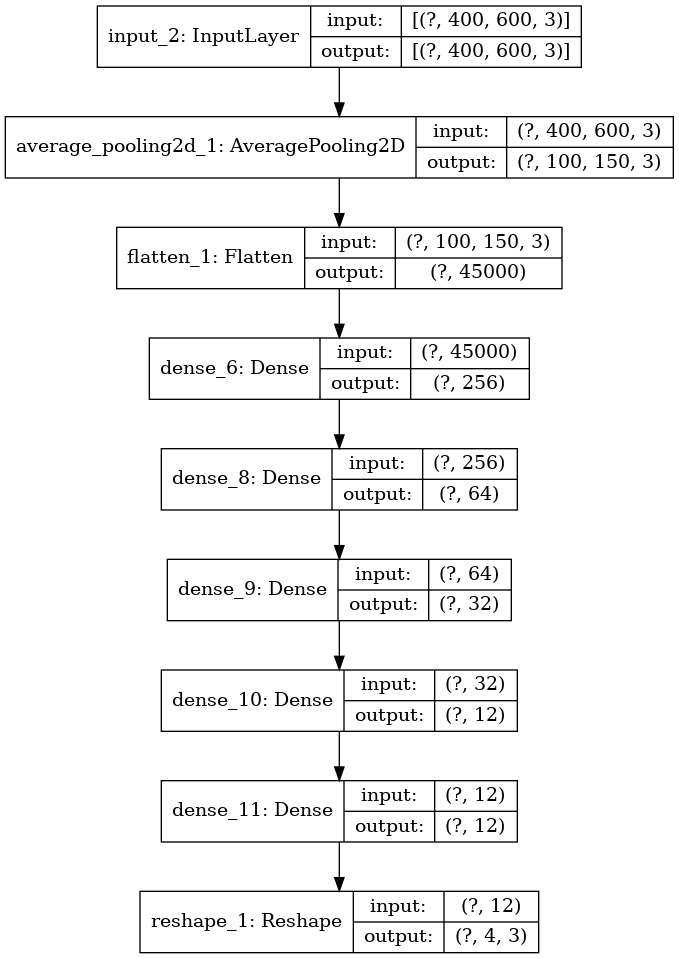 input_2: InputLayer
input:
[(?, 400, 600, 3)]
output:
[(?, 400, 600, 3)]
average_pooling2d_1: AveragePooling2D
input:
(?, 400, 600, 3)
output:
(?, 100, 150, 3)
flatten_1: Flatten
input:
(?, 100, 150, 3)
output:
(?, 45000)
dense_6: Dense
input:
(?, 45000)
output:
(?, 256)
dense_8: Dense
input:
(?, 256)
output:
(?, 64)
dense_9: Dense
input:
(?, 64)
output:
(?, 32)
dense_10: Dense
input:
(?, 32)
output:
(?, 12)
dense_11: Dense
input:
(?, 12)
output:
(?, 12)
reshape_1: Reshape
input:
(?, 12)
output:
(?, 4, 3)